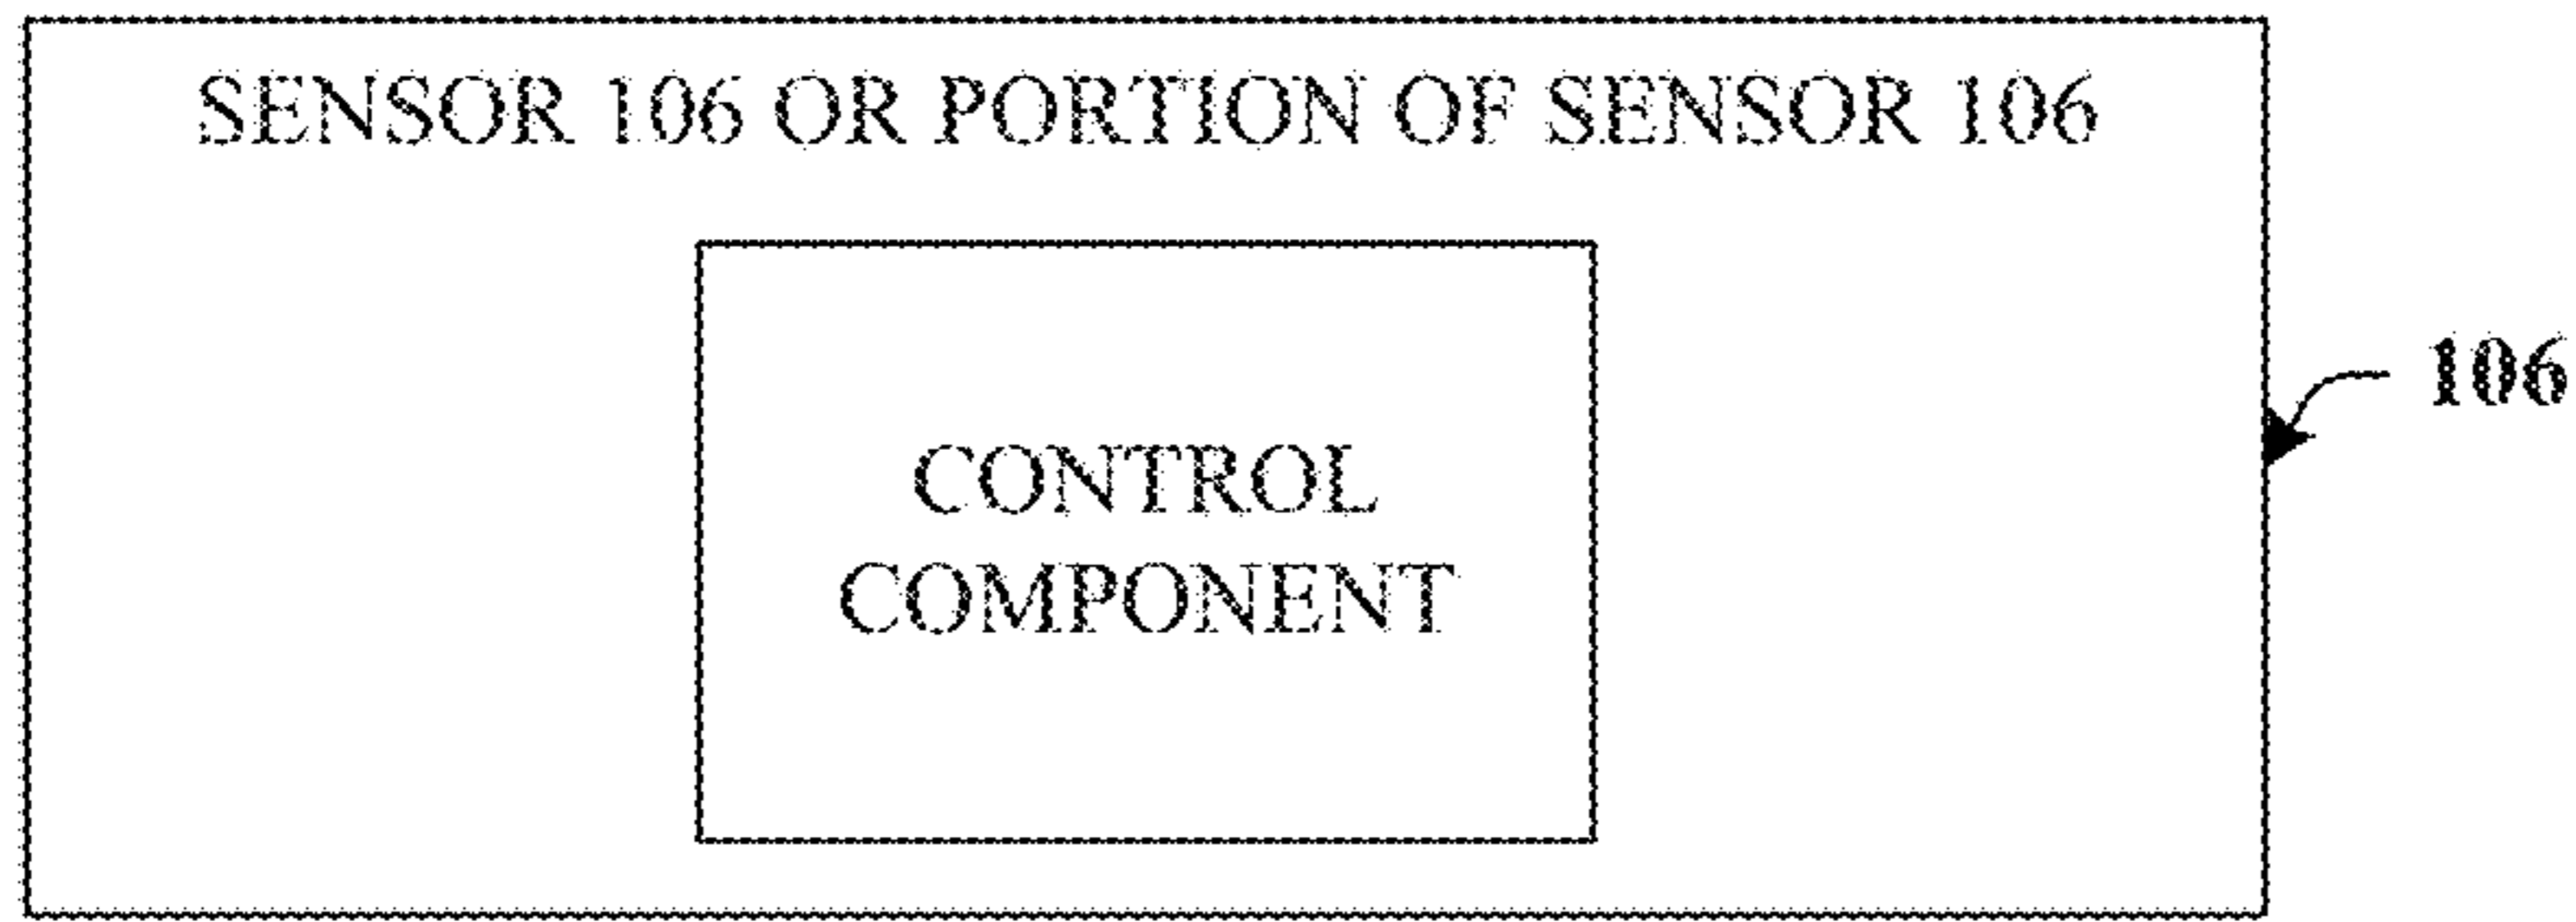 SENSOR 106 OR PORTION OF SENSOR 106
106
CONTROL
COMPONENT